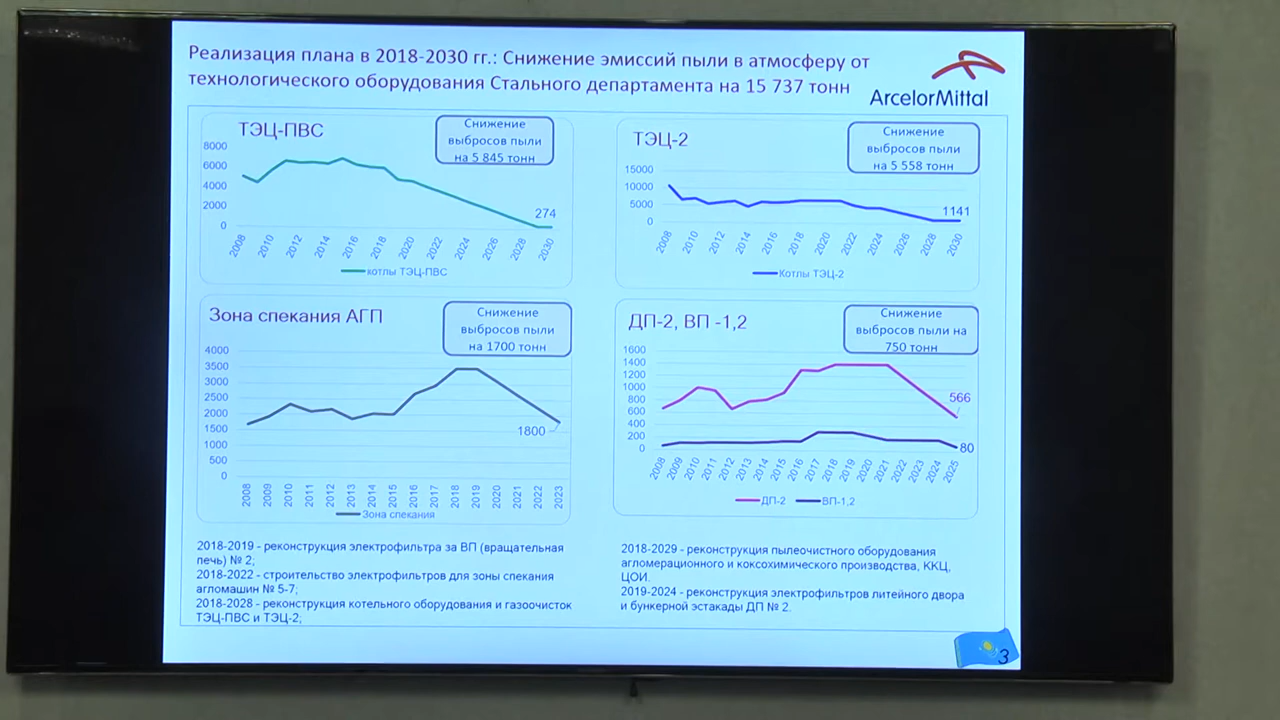 Реализация плана в 2018-2030 гг.: Снижение эмиссий пыли в атмосферу от
технологического оборудования Стального департамента на 15 737 тонн
ArcelorMittal
ТЭЦ-ПВС
Снижение
выбросов пыли
на 5 845 тонн
8000
6000
4000
2000
0
274
2008
2010
2012
2014
2016
2018
2020
2022
2024
2026
2028
2030
котлы ТЭЦ-ПВС
ТЭЦ-2
Снижение
выбросов пыли
на 5 558 тонн
15000
10000
5000
0
1141
2008
2010
2012
2014
2016
2018
2020
2022
2024
2026
2028
2030
Котлы ТЭЦ-2
Зона спекания АГП
Снижение
выбросов пыли
на 1700 тонн
4000
3500
3000
2500
2000
1500
1000
500
0
1800
2008
2009
2010
2011
2012
2013
2014
2015
2016
2017
2018
2019
2020
2021
2022
2023
Зона спекания
ДП-2, ВП -1,2
Снижение
выбросов пыли на
750 тонн
1600
1400
1200
1000
800
600
400
200
0
566
80
2008
2009
2010
2011
2012
2013
2014
2015
2016
2017
2018
2019
2020
2021
2022
2023
2024
2025
ДП-2
ВП-1,2
2018-2019 - реконструкция электрофильтра за ВП (вращательная
печь) № 2;
2018-2022 - строительство электрофильтров для зоны спекания
агломашин № 5-7;
2018-2028 - реконструкция котельного оборудования и газоочисток
ТЭЦ-ПВС и ТЭЦ-2;
2018-2029 - реконструкция пылеочистного оборудования
агломерационного и коксохимического производства, ККЦ,
ЦОИ.
2019-2024 - реконструкция электрофильтров литейного двора
и бункерной эстакады ДП № 2.
3